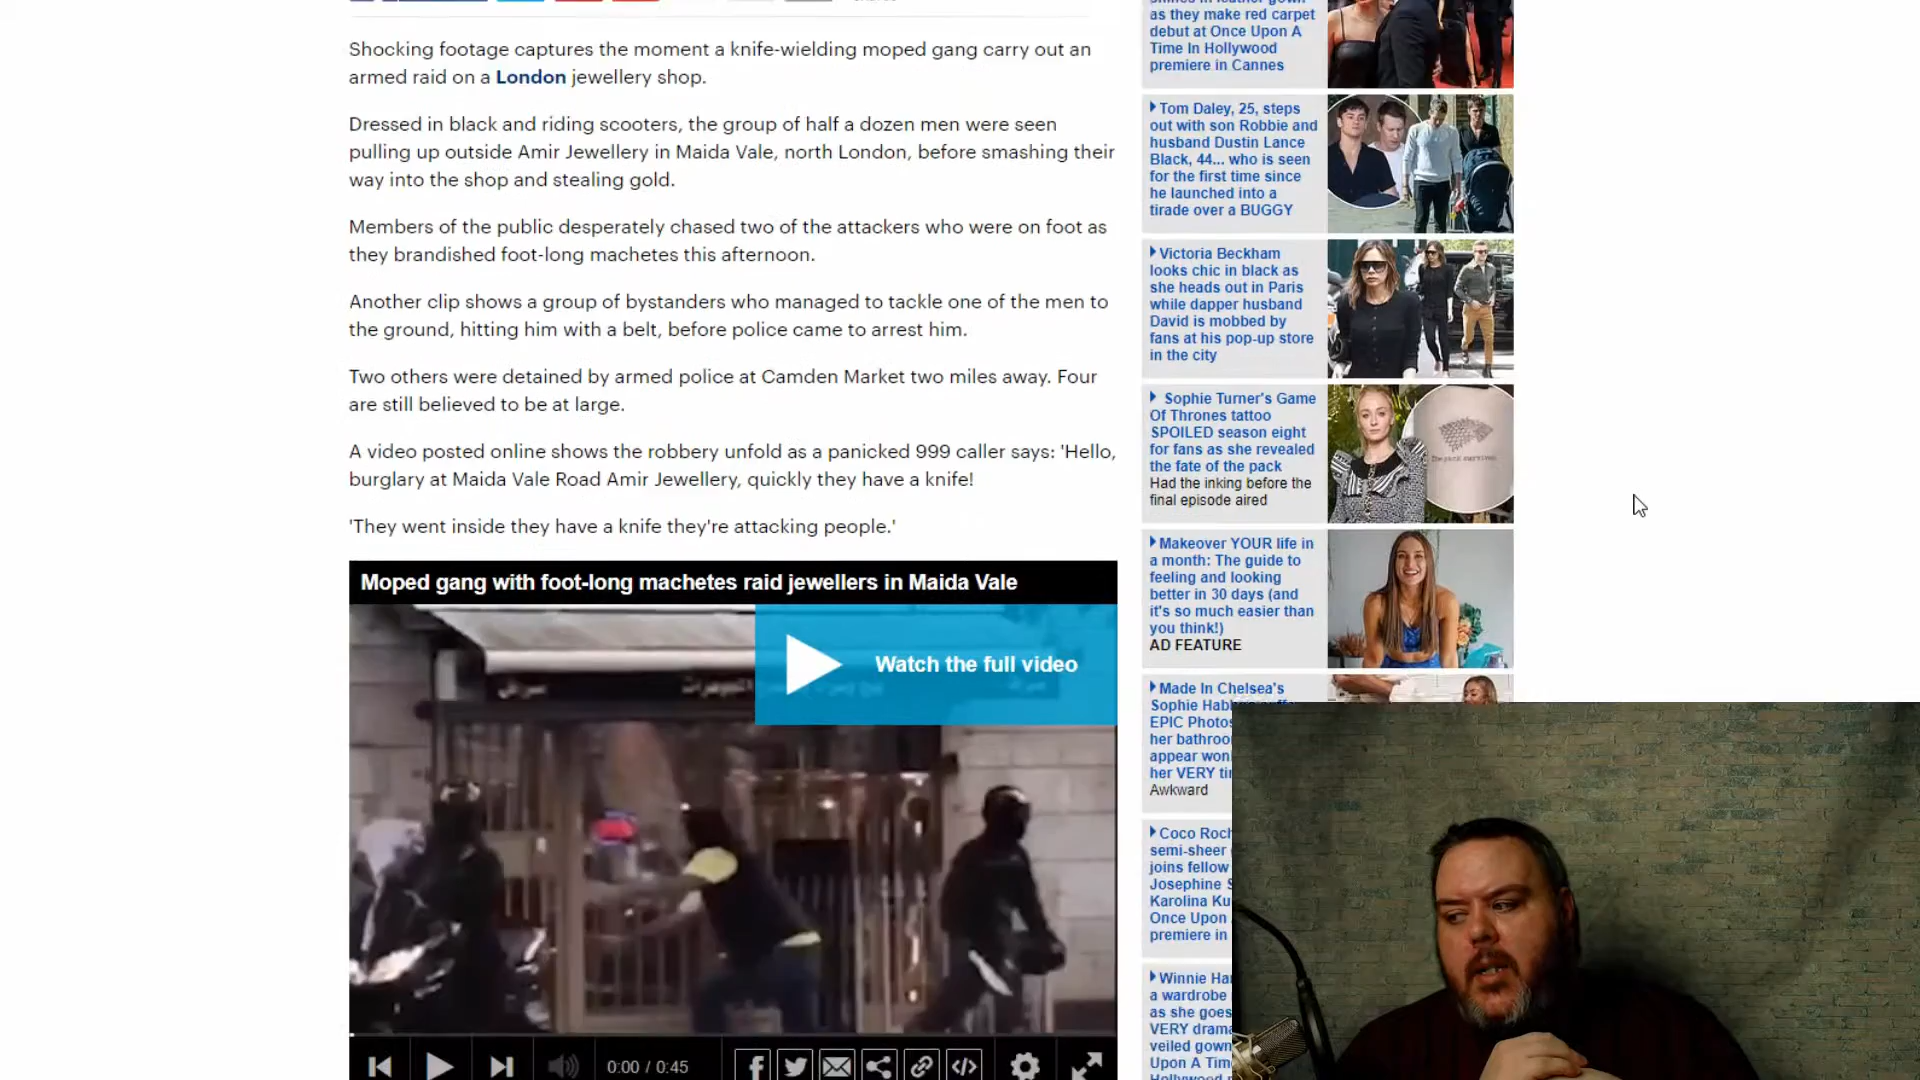 Shocking footage captures the moment a knife-wielding moped gang carry out an
armed raid on a London jewellery shop.
Dressed in black and riding scooters, the group of half a dozen men were seen
pulling up outside Amir Jewellery in Maida Vale, north London, before smashing their
way into the shop and stealing gold.
Members of the public desperately chased two of the attackers who were on foot as
they brandished foot-long machetes this afternoon.
Another clip shows a group of bystanders who managed to tackle one of the men to
the ground, hitting him with a belt, before police came to arrest him.
Two others were detained by armed police at Camden Market two miles away. Four
are still believed to be at large.
A video posted online shows the robbery unfold as a panicked 999 caller says: 'Hello,
burglary at Maida Vale Road Amir Jewellery, quickly they have a knife!
'They went inside they have a knife they're attacking people.'
Moped gang with foot-long machetes raid jewellers in Maida Vale
Watch the full video
0:00 / 0:45
as they make red carpet
debut at Once Upon A
Time In Hollywood
premiere in Cannes
Tom Daley, 25, steps
out with son Robbie and
husband Dustin Lance
Black, 44... who is seen
for the first time since
he launched into a
tirade over a BUGGY
Victoria Beckham
looks chic in black as
she heads out in Paris
while dapper husband
David is mobbed by
fans at his pop-up store
in the city
Sophie Turner's Game
Of Thrones tattoo
SPOILED season eight
for fans as she revealed
the fate of the pack
Had the inking before the
final episode aired
Makeover YOUR life in
a month: The guide to
feeling and looking
better in 30 days (and
it's so much easier than
you think!)
AD FEATURE
Made In Chelsea's
Sophie
EPIC
her
appear
her VERY
Awkward
Coco
semi-sheer
joins fellow
Josephine
Karolina
Once Upon
premiere in
Winnie
a wardrobe
as she goes
VERY
veiled
Upon A